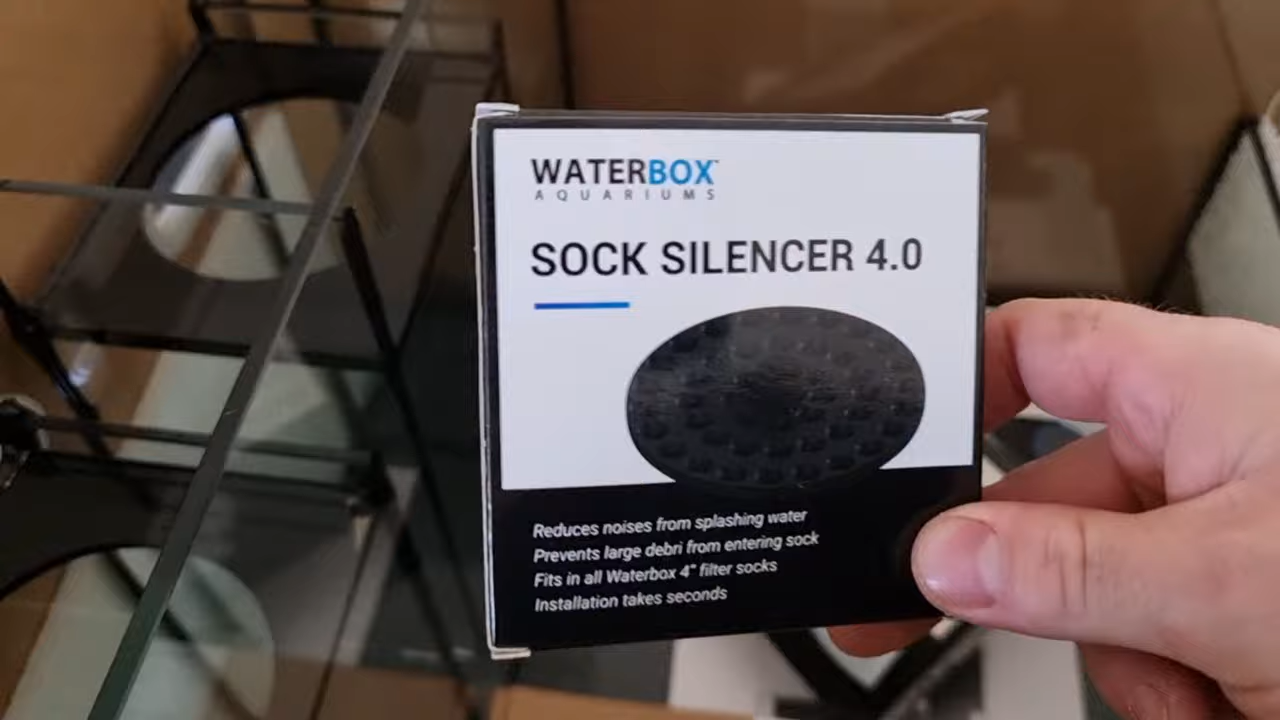 WATERBOX™
AQUARIUMS
SOCK SILENCER 4.0
Reduces noises from splashing water
Prevents large debri from entering sock
Fits in all Waterbox 4" filter socks
Installation takes seconds